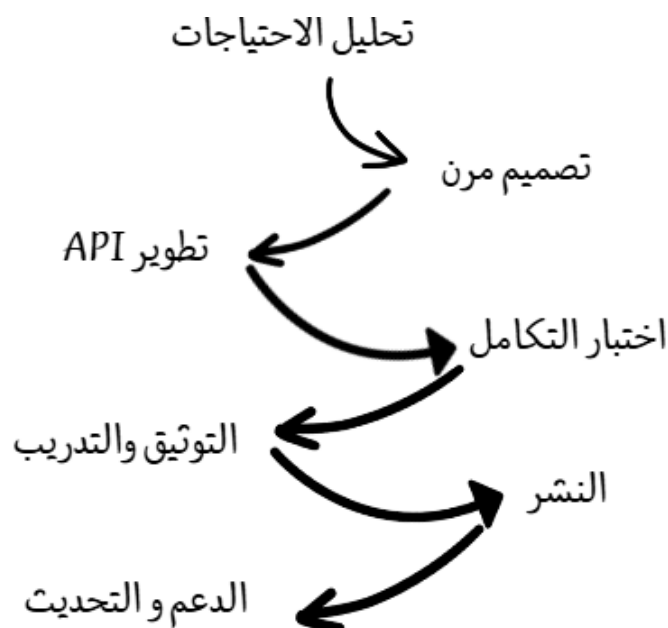 تحليل الاحتياجات
تصميم مرن
تطوير API
اختبار التكامل
التوثيق والتدريب
النشر
الدعم و التحديث